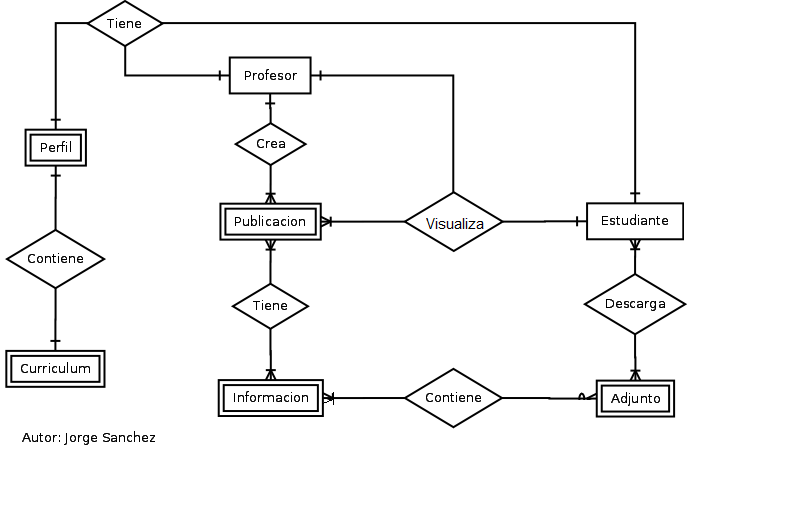 Tiene
Profesor
Perfil
Crea
Publicacion
Visualiza
Estudiante
Contiene
Tiene
Descarga
Curriculum
Informacion
Contiene
Adjunto
Autor: Jorge Sanchez